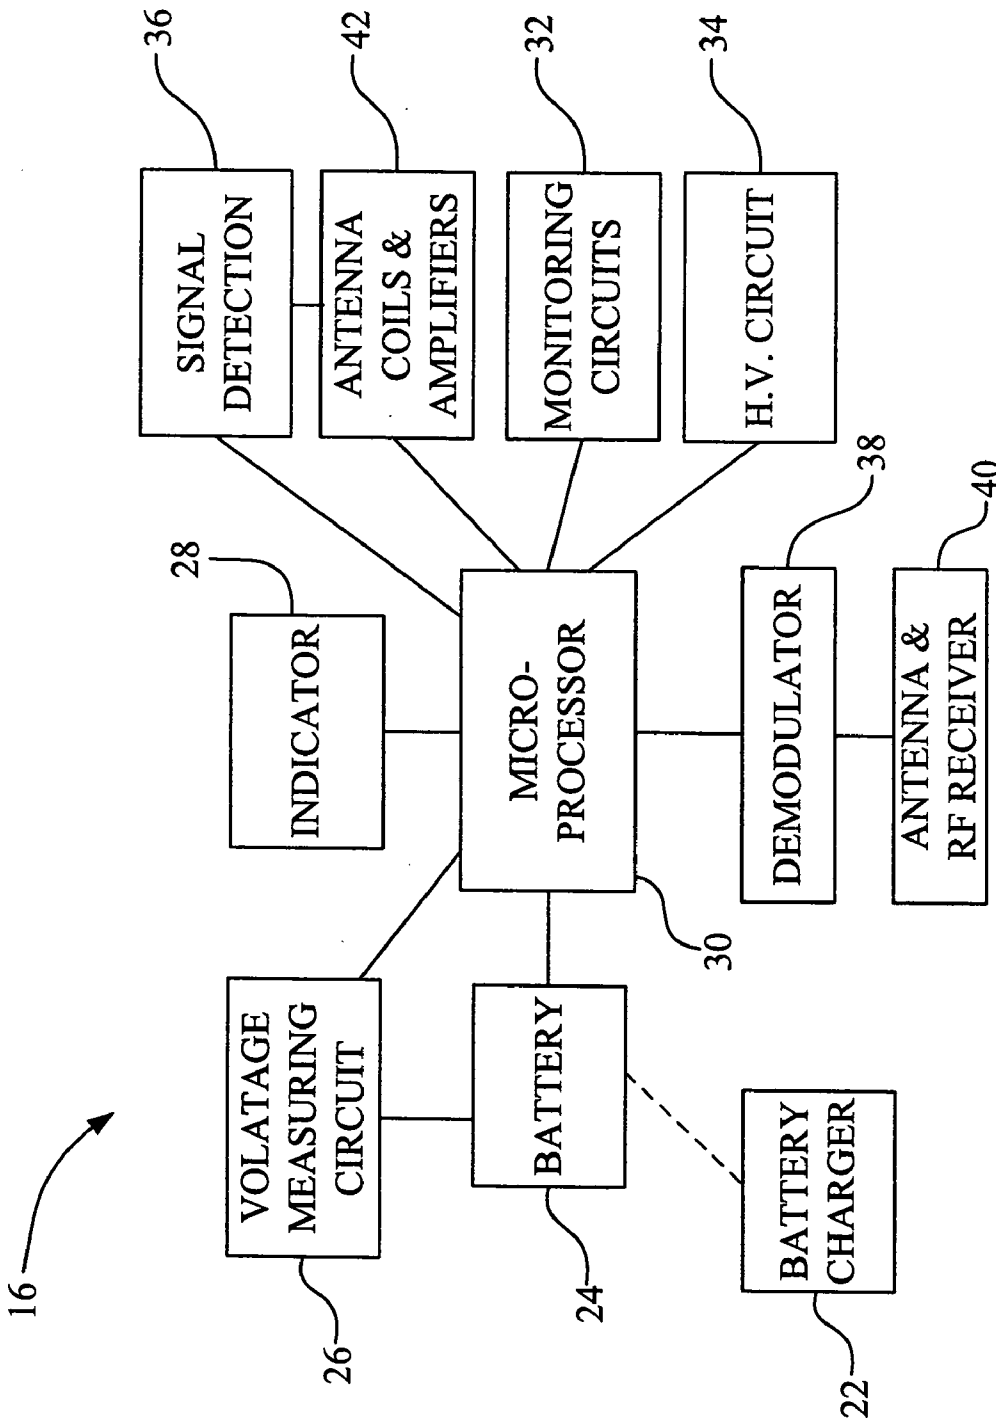 16
26
VOLATAGE
MEASURING
CIRCUIT
28
INDICATOR
36
SIGNAL
DETECTION
42
ANTENNA
COILS &
AMPLIFIERS
24
BATTERY
30
MICRO-
PROCESSOR
32
MONITORING
CIRCUITS
22
BATTERY
CHARGER
38
DEMODULATOR
34
H.V. CIRCUIT
40
ANTENNA &
RF RECEIVER